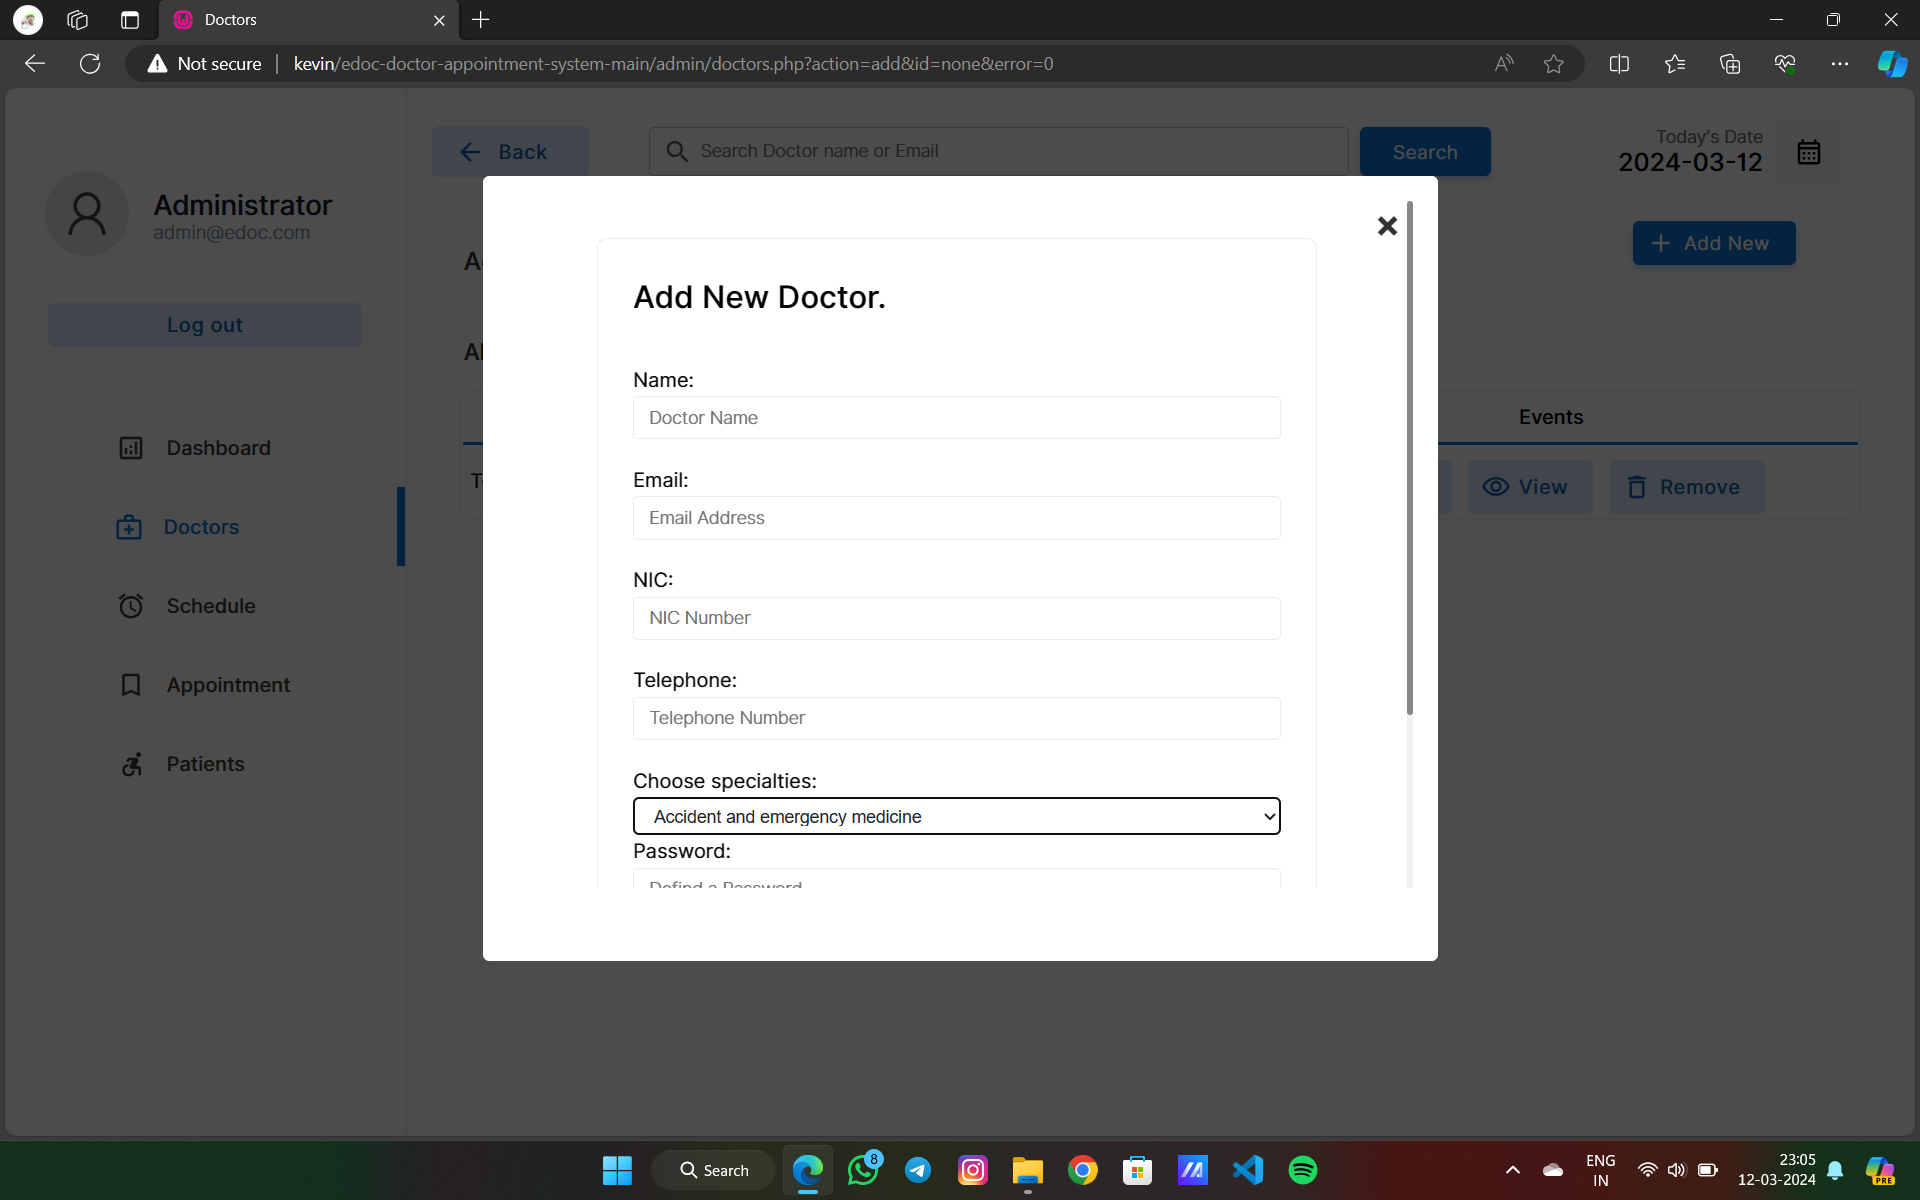 Doctors
Not secure
kevin/edoc-doctor-appointment-system-main/admin/doctors.php?action=add&id=none&error=0
Back
Search Doctor name or Email
Search
Today's Date
2024-03-12
Administrator
admin@edoc.com
Add New
Log out
Dashboard
Doctors
Schedule
Appointment
Patients
Add New Doctor.
Name:
Doctor Name
Email:
Email Address
NIC:
NIC Number
Telephone:
Telephone Number
Choose specialties:
Accident and emergency medicine
Password:
Defind a Password
Events
View
Remove
Search
8
ENG
IN
23:05
12-03-2024
PRE